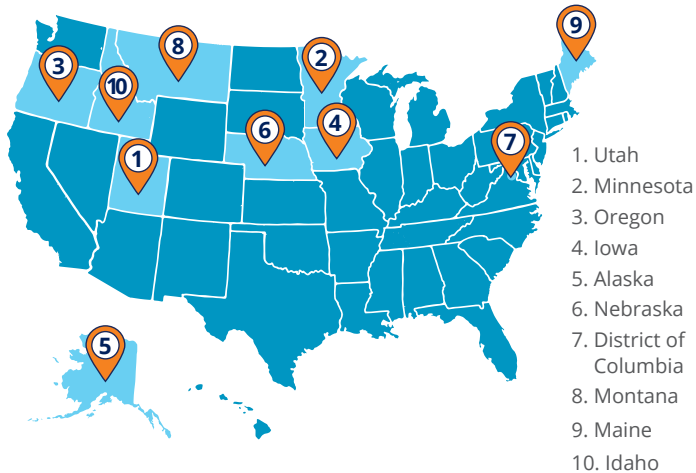 9
8
2
3
10
4
6
7
1
5
1. Utah
2. Minnesota
3. Oregon
4. Iowa
5. Alaska
6. Nebraska
7. District of
Columbia
8. Montana
9. Maine
10. Idaho